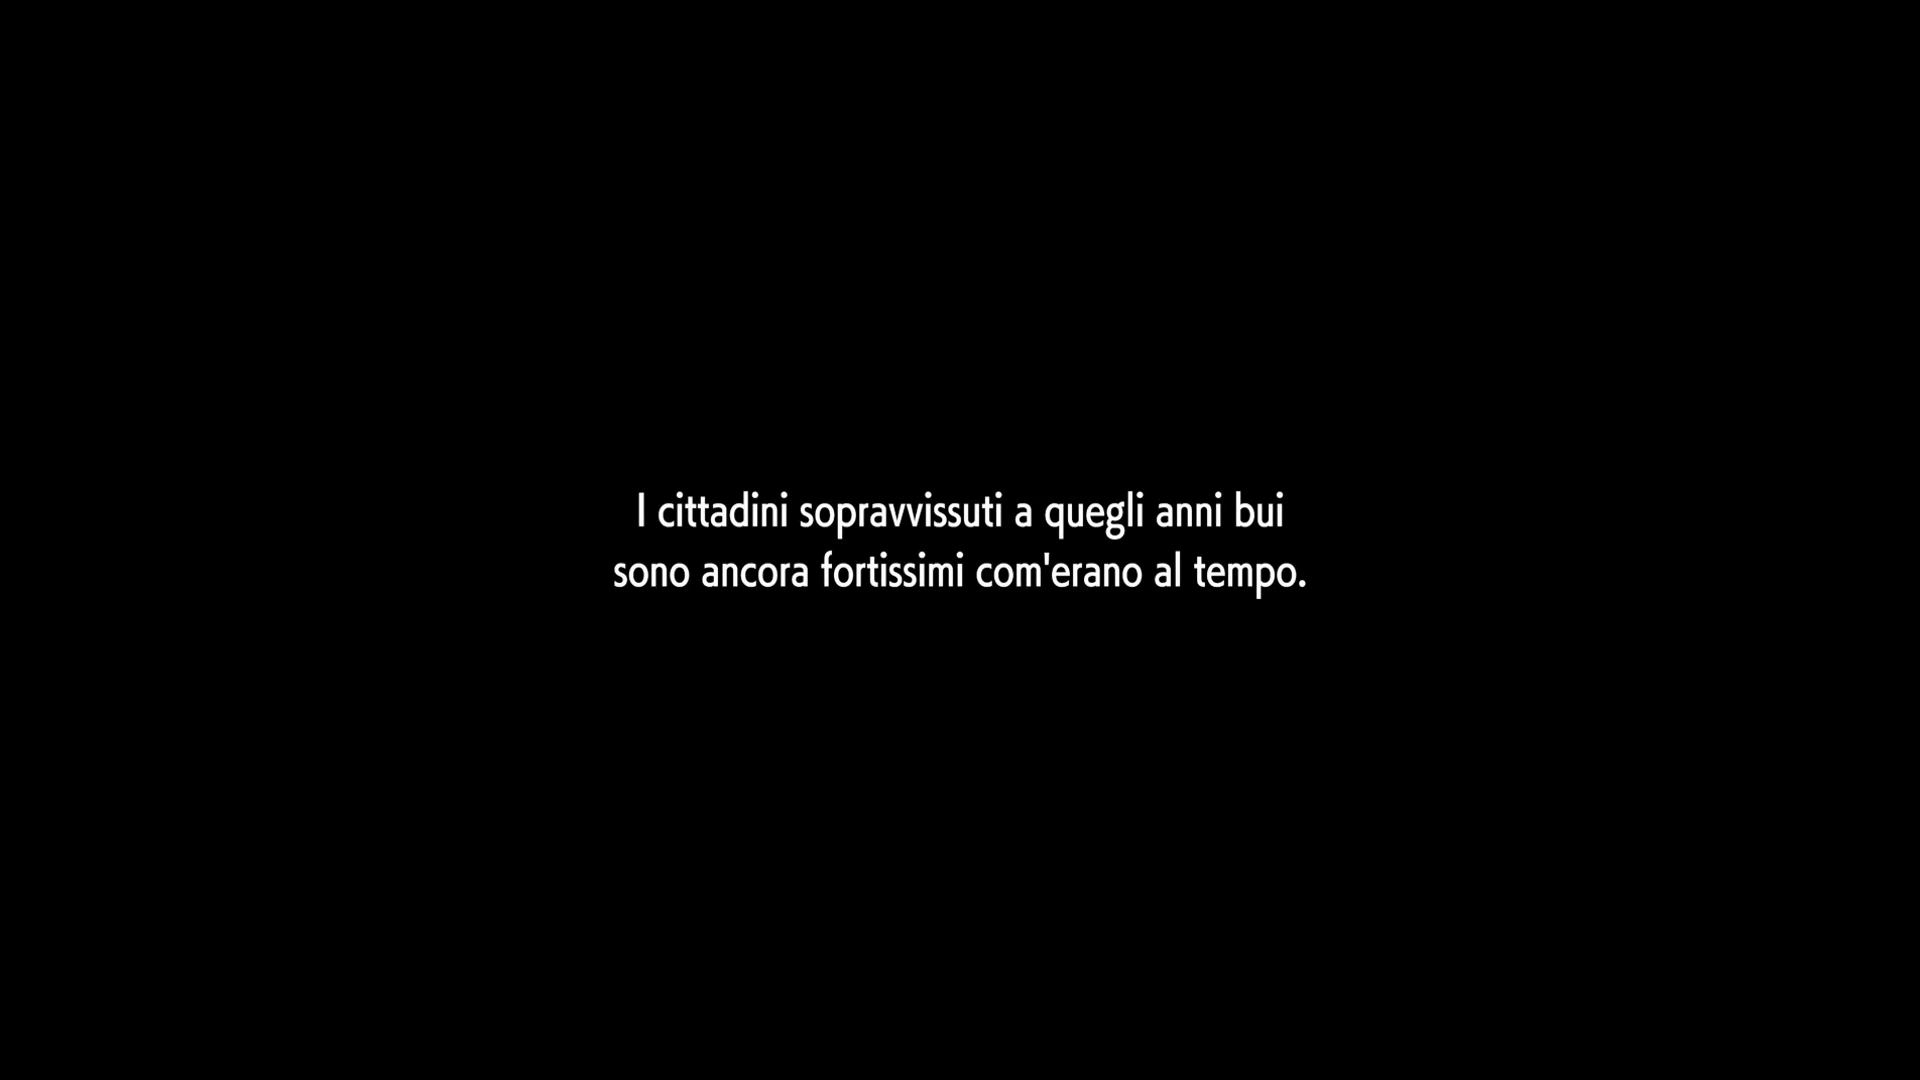 I cittadini sopravvissuti a quegli anni bui
sono ancora fortissimi com'erano al tempo.